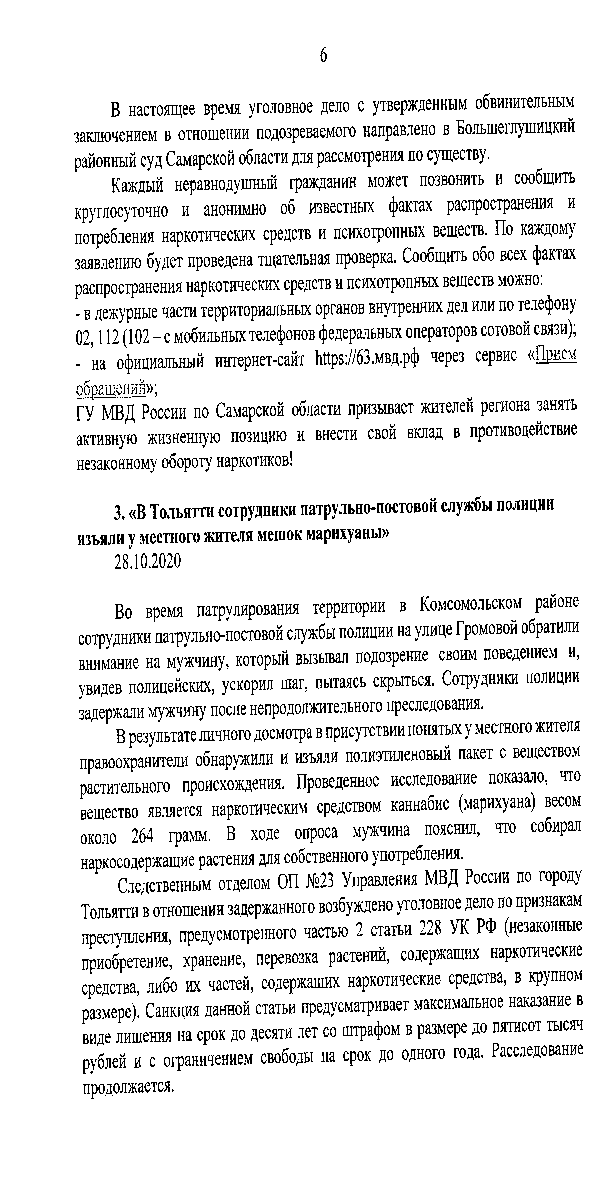 6
В настоящее время уголовное дело с утвержденным обвинительным
заключением в отношении подозреваемого направлено в Большеглушицкий
районный суд Самарской области для рассмотрения по существу.
Каждый неравнодушный гражданин может позвонить и сообщить
круглосуточно и анонимно об известных фактах распространения и
потребления наркотических средств и психотропных веществ. По каждому
заявлению будет проведена тщательная проверка. Сообщить обо всех фактах
распространения наркотических средств и психотропных веществ можно:
- в дежурные части территориальных органов внутренних дел или по телефону
02, 112 (102 – с мобильных телефонов федеральных операторов сотовой связи);
- на официальный интернет-сайт https://63.мвд.рф через сервис «Прием
обращений»;
ГУ МВД России по Самарской области призывает жителей региона занять
активную жизненную позицию и внести свой вклад в противодействие
незаконному обороту наркотиков!
3. «В Тольятти сотрудники патрульно-постовой службы полиции
изъяли у местного жителя мешок марихуаны»
28.10.2020
Во время патрулирования территории в Комсомольском районе
сотрудники патрульно-постовой службы полиции на улице Громовой обратили
внимание на мужчину, который вызывал подозрение своим поведением и,
увидев полицейских, ускорил шаг, пытаясь скрыться. Сотрудники полиции
задержали мужчину после непродолжительного преследования.
В результате личного досмотра в присутствии понятых у местного жителя
правоохранители обнаружили и изъяли полиэтиленовый пакет с веществом
растительного происхождения. Проведенное исследование показало, что
вещество является наркотическим средством каннабис (марихуана) весом
около 264 грамм. В ходе опроса мужчина пояснил, что собирал
наркосодержащие растения для собственного употребления.
Следственным отделом ОП №23 Управления МВД России по городу
Тольятти в отношении задержанного возбуждено уголовное дело по признакам
преступления, предусмотренного частью 2 статьи 228 УК РФ (незаконные
приобретение, хранение, перевозка растений, содержащих наркотические
средства, либо их частей, содержащих наркотические средства, в крупном
размере). Санкция данной статьи предусматривает максимальное наказание в
виде лишения на срок до десяти лет со штрафом в размере до пятисот тысяч
рублей и с ограничением свободы на срок до одного года. Расследование
продолжается.